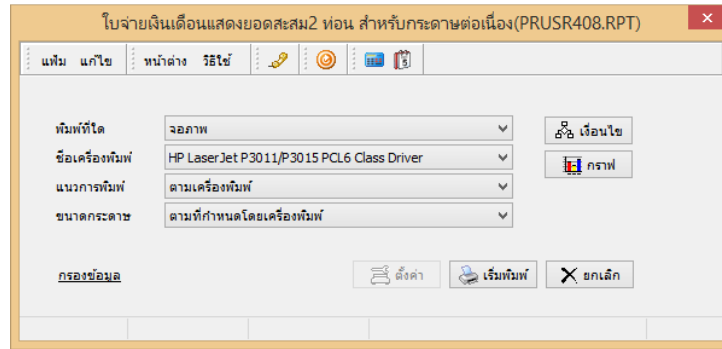 ใบจ่ายเงินเดือนแสดงยอดสะสม2 ท่อน สำหรับกระดาษต่อเนื่อง(PRUSR408.RPT)
แฟ้ม แก้ไข หน้าต่าง วิธีใช้
พิมพ์ที่ใด จอภาพ เงื่อนไข
ชื่อเครื่องพิมพ์ HP LaserJet P3011/P3015 PCL6 Class Driver กราฟ
แนวการพิมพ์ ตามเครื่องพิมพ์
ขนาดกระดาษ ตามที่กำหนดโดยเครื่องพิมพ์
กรองข้อมูล ตั้งค่า เริ่มพิมพ์ ยกเลิก